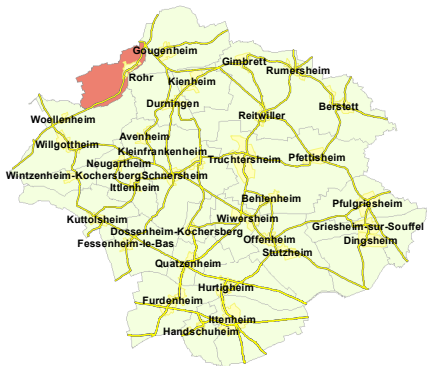 Gougenheim
Gimbrett
Rumersheim
Rohr
Kienheim
Durningen
Berstett
Reitwiller
Woellenheim
Avenheim
Willgottheim
Kleinfrankenheim
Neugartheim
Truchtersheim
Pfettisheim
Wintzenheim-Kochersberg
Schnersheim
Ittlenheim
Behlenheim
Pfulgriesheim
Kuttolsheim
Wiwersheim
Griesheim-sur-Souffel
Dossenheim-Kochersberg
Offenheim
Dingsheim
Fessenheim-le-Bas
Stutzheim
Quatzenheim
Hurtigheim
Furdenheim
Ittenheim
Handschuheim